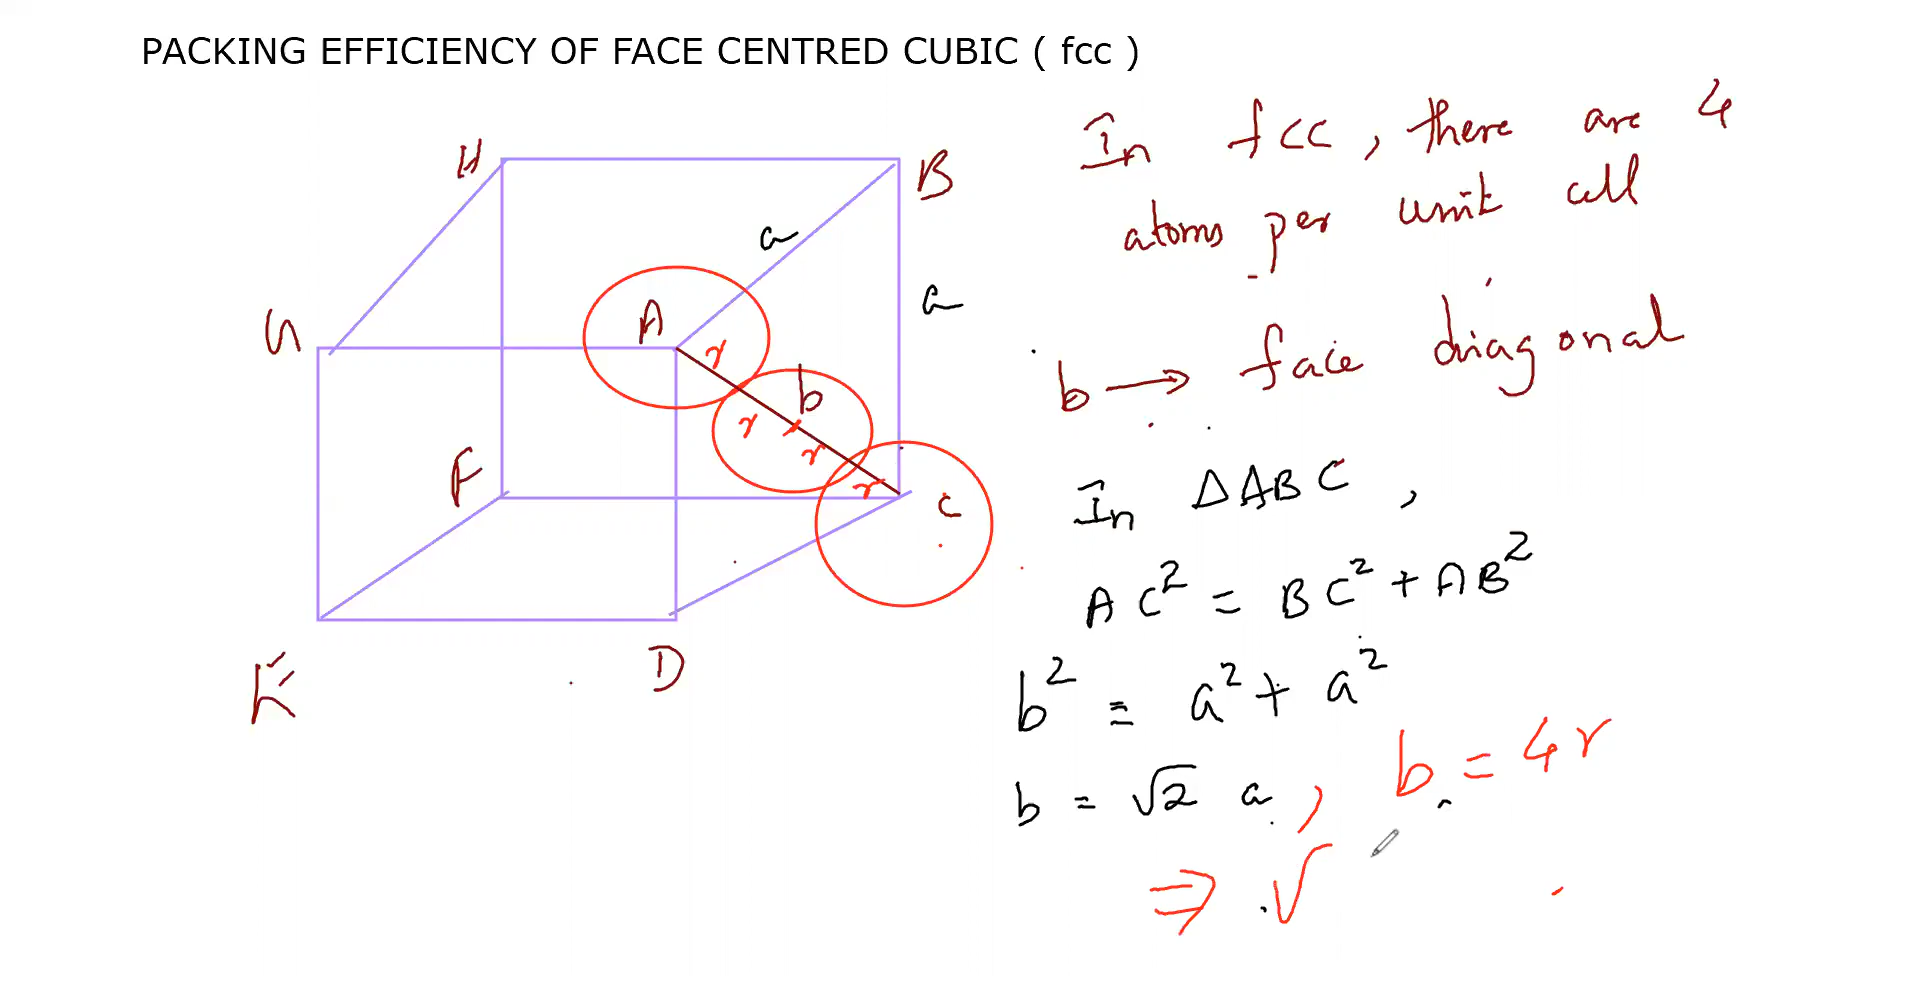 PACKING EFFICIENCY OF FACE CENTRED CUBIC ( fcc )
In fcc, there are 4
atoms per unit cell
b → face diagonal
In ΔABC,
AC² = BC² + AB²
b² = a² + a²
b = √2 a, b = 4r
⇒ √
H
B
a
a
G
A
r
b
r
r
r
F
C
E
D